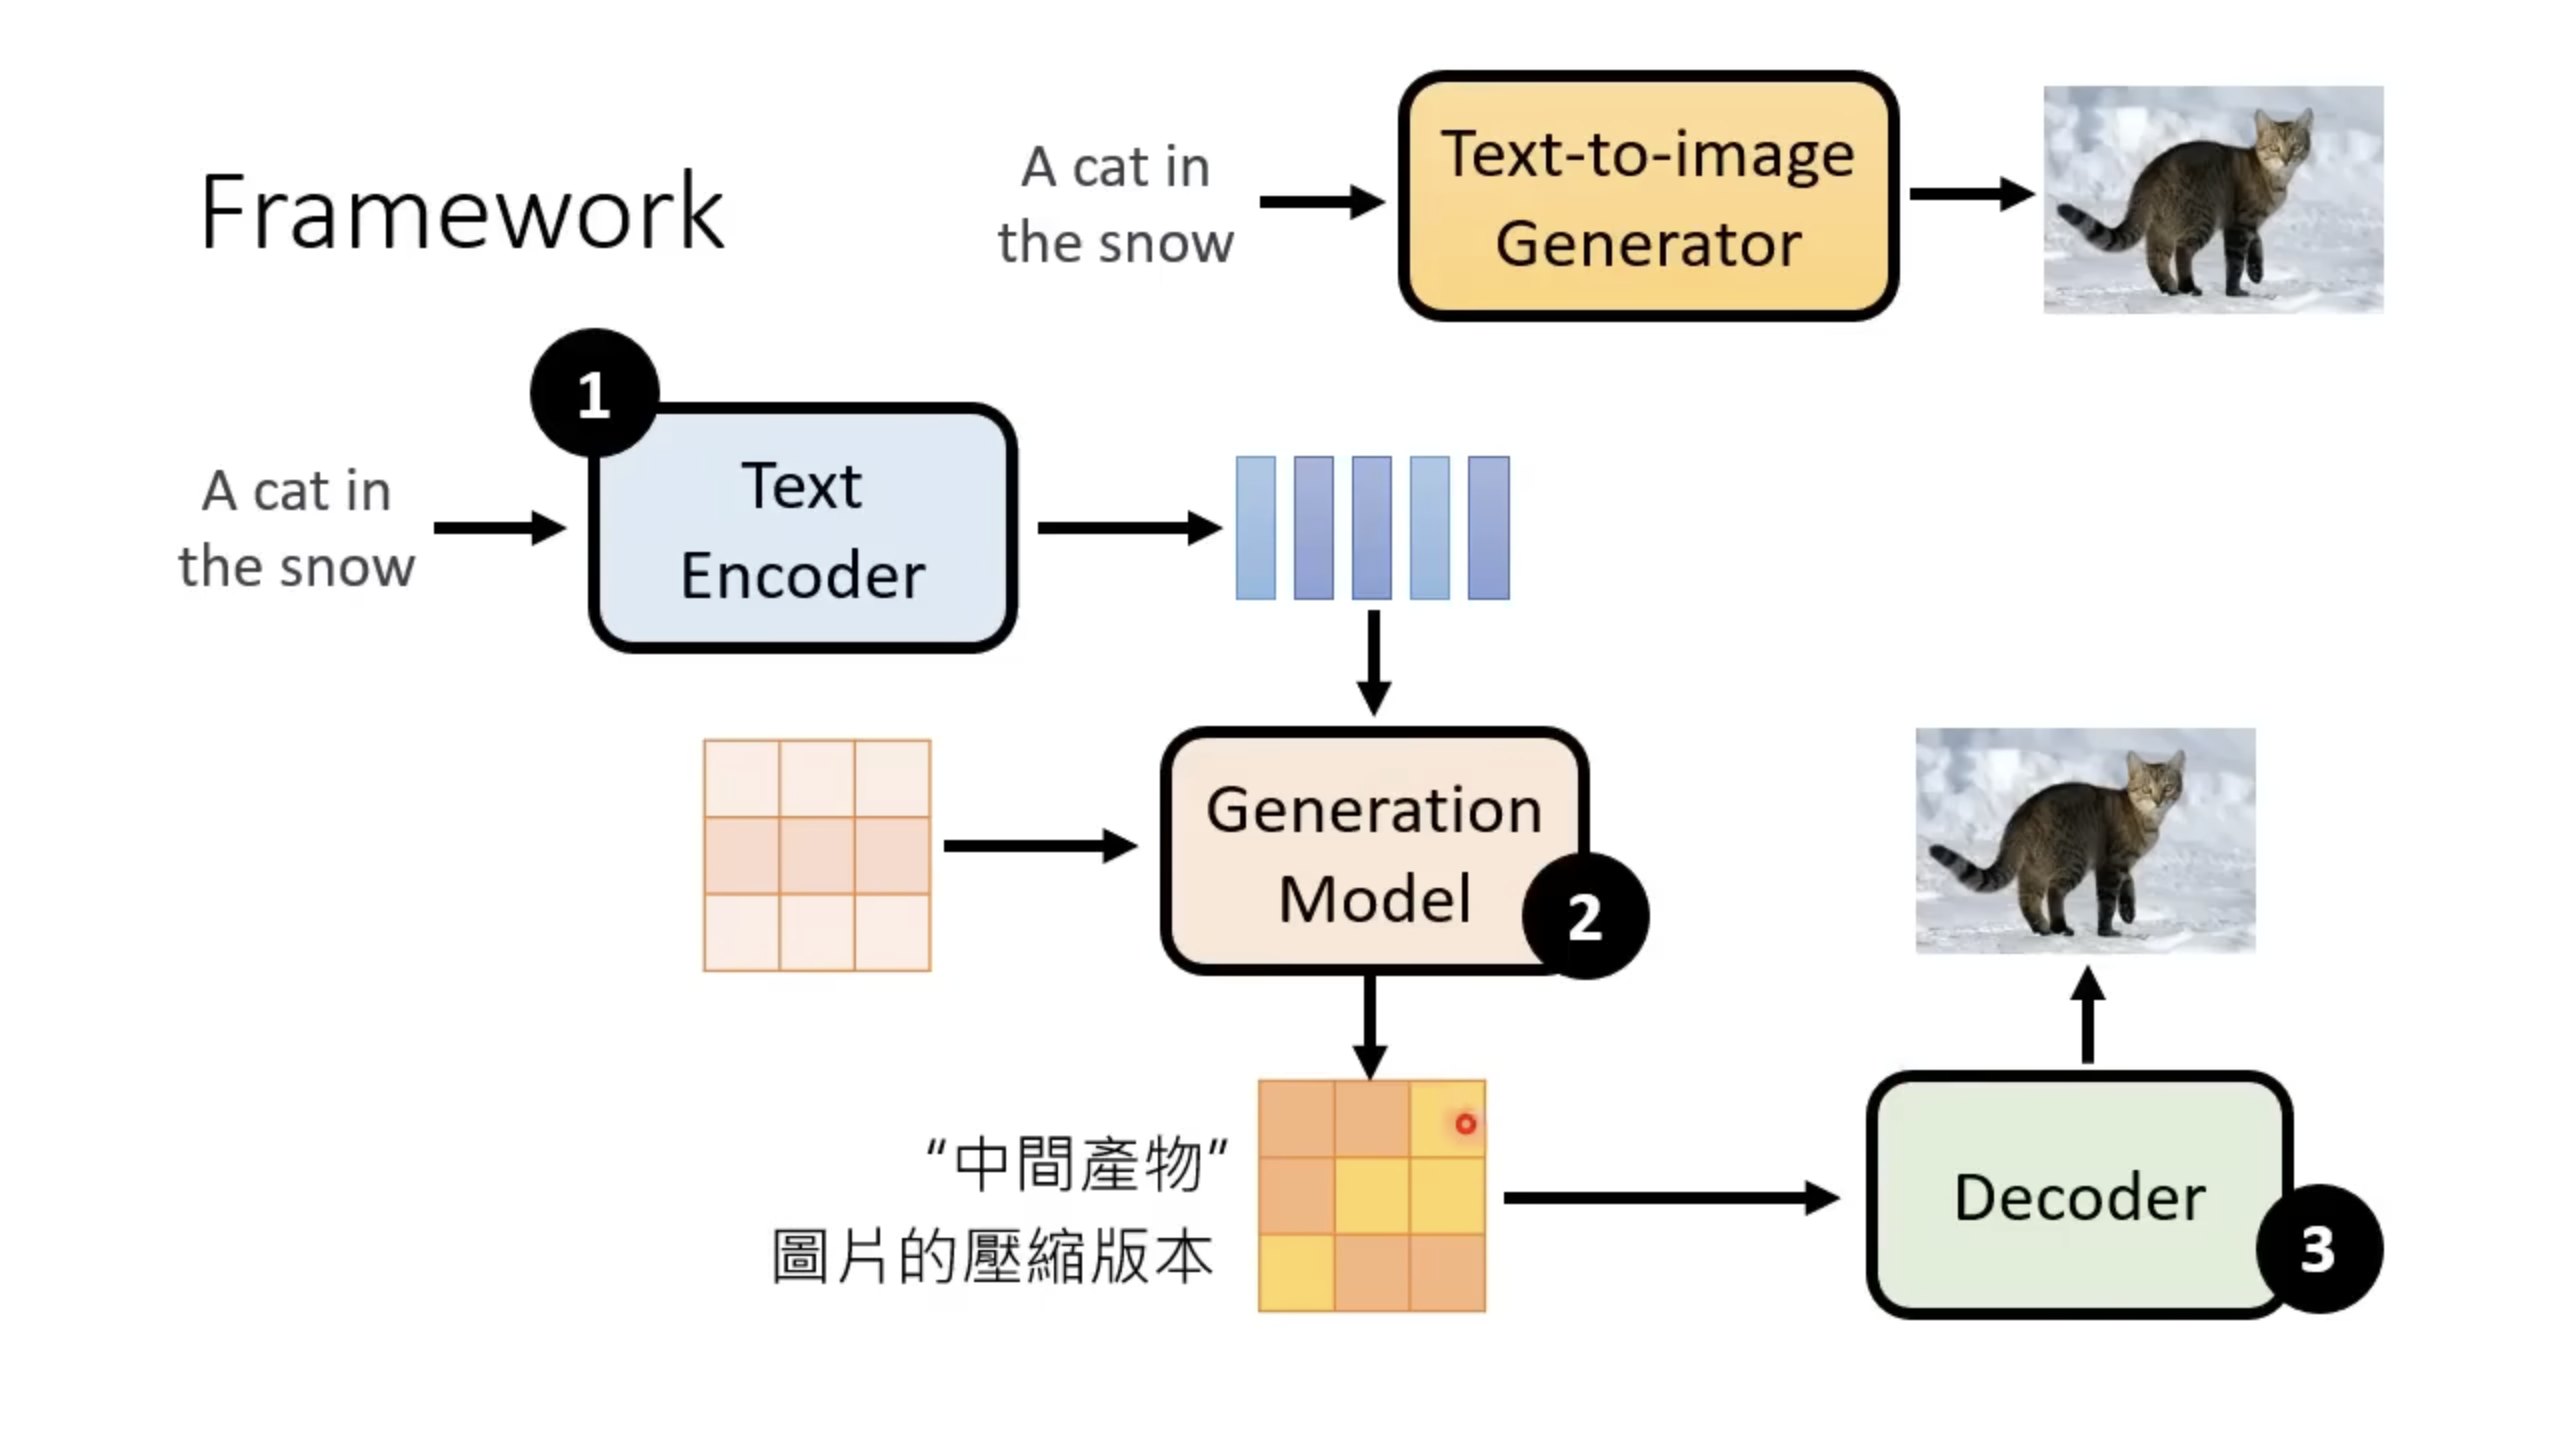 Framework
A cat in
the snow
Text-to-image
Generator
1
A cat in
the snow
Text
Encoder
Generation
Model
2
“中間產物”
圖片的壓縮版本
Decoder
3